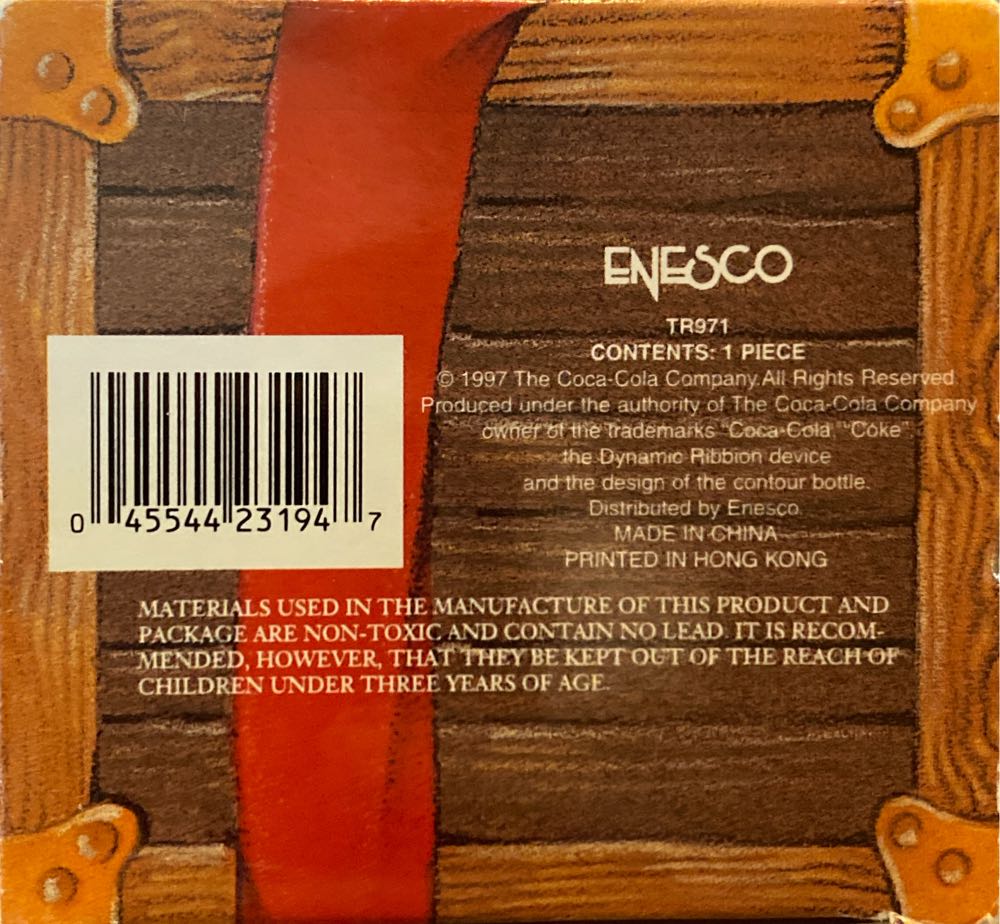 ENESCO
TR971
CONTENTS: 1 PIECE
© 1997 The Coca-Cola Company. All Rights Reserved
Produced under the authority of The Coca-Cola Company
owner of the trademarks "Coca-Cola," "Coke"
the Dynamic Ribbion device
and the design of the contour bottle.
Distributed by Enesco
MADE IN CHINA
PRINTED IN HONG KONG
0 45544 23194 7
MATERIALS USED IN THE MANUFACTURE OF THIS PRODUCT AND
PACKAGE ARE NON-TOXIC AND CONTAIN NO LEAD. IT IS RECOM-
MENDED, HOWEVER, THAT THEY BE KEPT OUT OF THE REACH OF
CHILDREN UNDER THREE YEARS OF AGE.